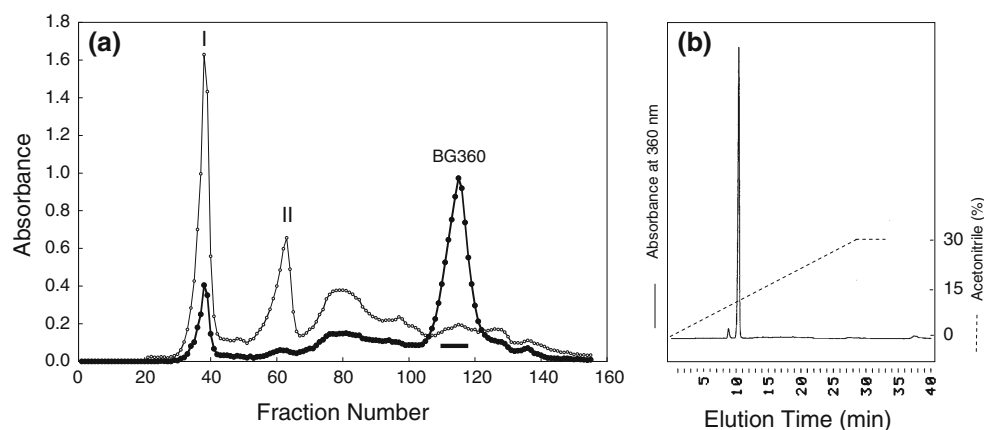 (a)
I
II
BG360
1.8
1.6
1.4
1.2
1.0
0.8
0.6
0.4
0.2
0.0
Absorbance
0 20 40 60 80 100 120 140 160
Fraction Number
(b)
Absorbance at 360 nm
30
15
0
Acetonitrile (%)
5 10 15 20 25 30 35 40
Elution Time (min)